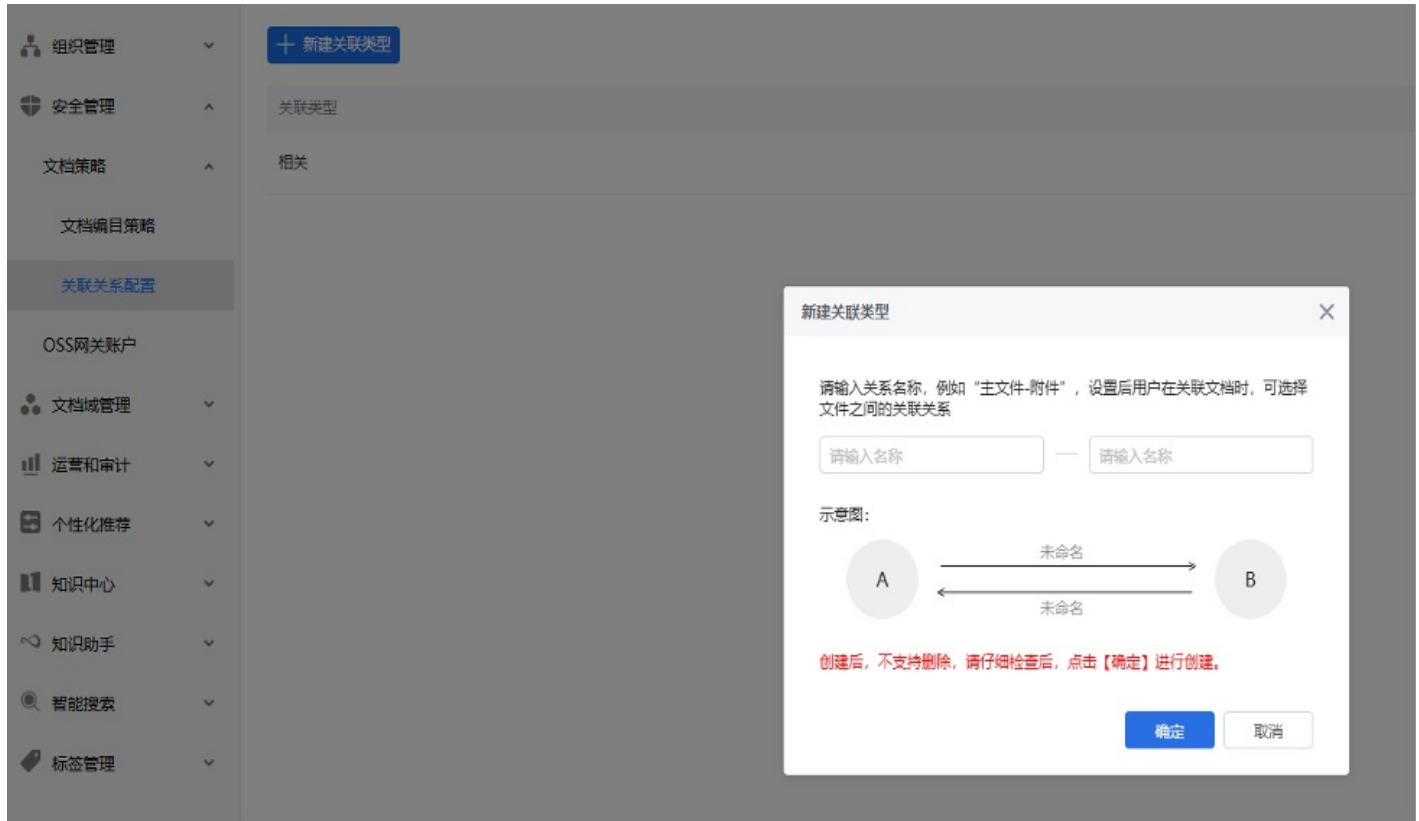 组织管理
安全管理
文档策略
文档编目策略
关联关系配置
OSS网关账户
文档域管理
运营和审计
个性化推荐
知识中心
知识助手
智能搜索
标签管理
新建关联类型
关联类型
相关
新建关联类型
请输入关系名称，例如“主文件-附件”，设置后用户在关联文档时，可选择
文件之间的关联关系
请输入名称 — 请输入名称
示意图：
未命名
A B
未命名
创建后，不支持删除，请仔细检查后，点击【确定】进行创建。
确定 取消